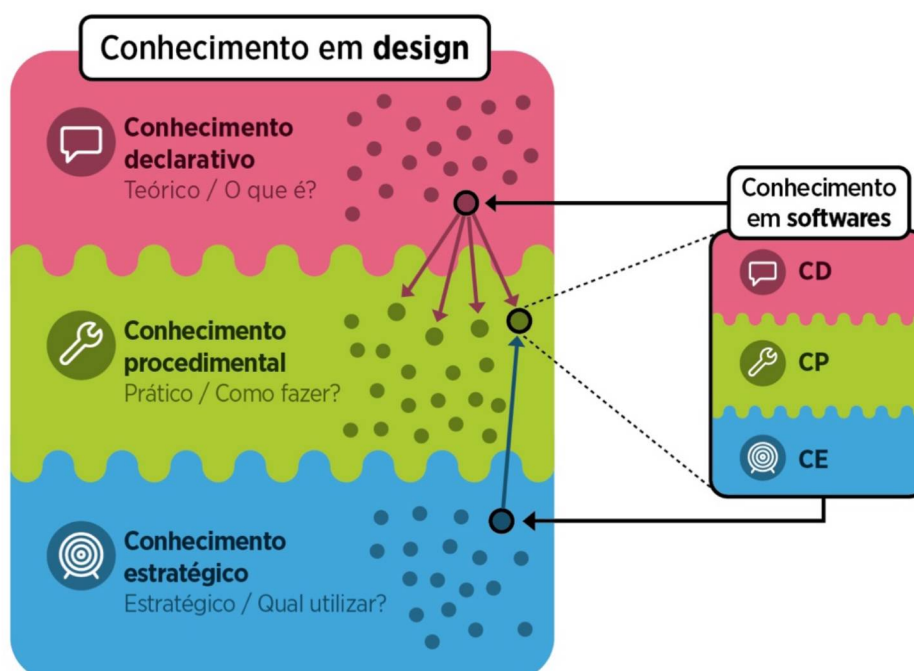 Conhecimento em design
Conhecimento
declarativo
Teórico / O que é?
Conhecimento
procedimental
Prático / Como fazer?
Conhecimento
estratégico
Estratégico / Qual utilizar?
Conhecimento
em softwares
CD
CP
CE